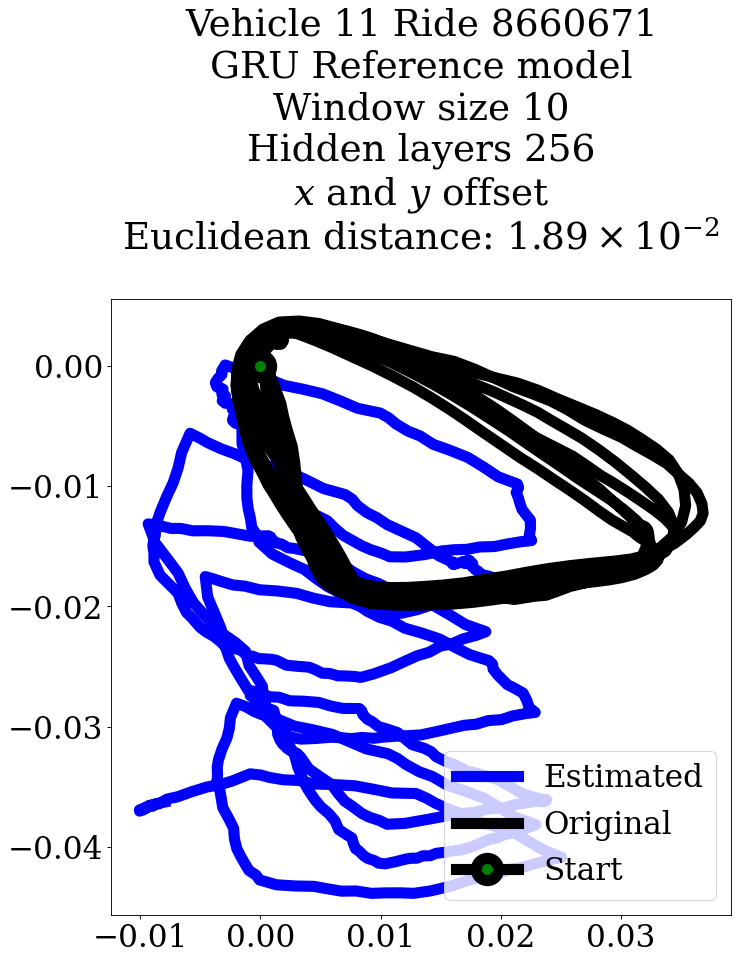 Vehicle 11 Ride 8660671
GRU Reference model
Window size 10
Hidden layers 256
x and y offset
Euclidean distance: 1.89 × 10⁻²
0.00
−0.01
−0.02
−0.03
−0.04
−0.01 0.00 0.01 0.02 0.03
Estimated
Original
Start